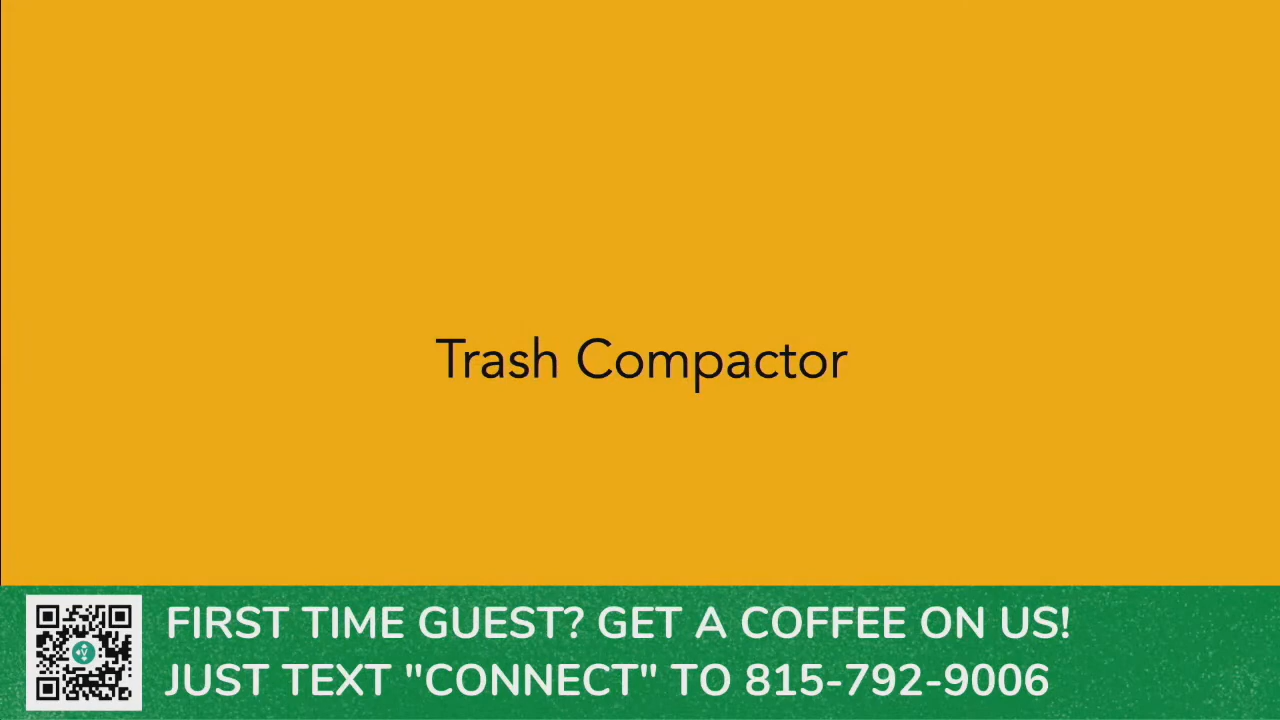 Trash Compactor
FIRST TIME GUEST? GET A COFFEE ON US!
JUST TEXT "CONNECT" TO 815-792-9006